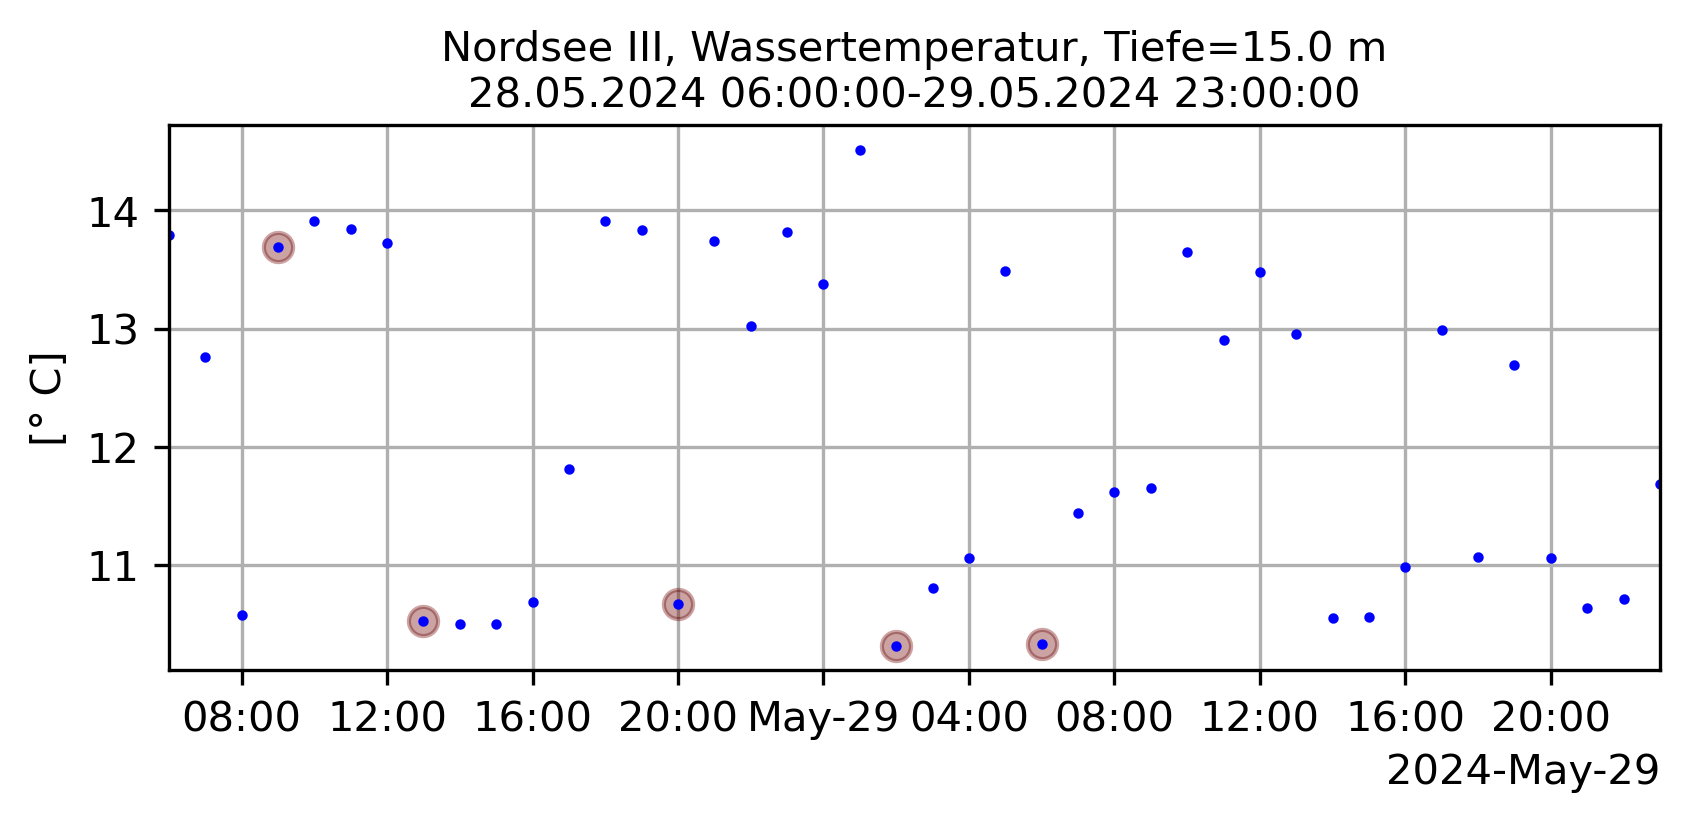 Nordsee III, Wassertemperatur, Tiefe=15.0 m
28.05.2024 06:00:00-29.05.2024 23:00:00
[° C]
14
13
12
11
08:00 12:00 16:00 20:00 May-29 04:00 08:00 12:00 16:00 20:00
2024-May-29